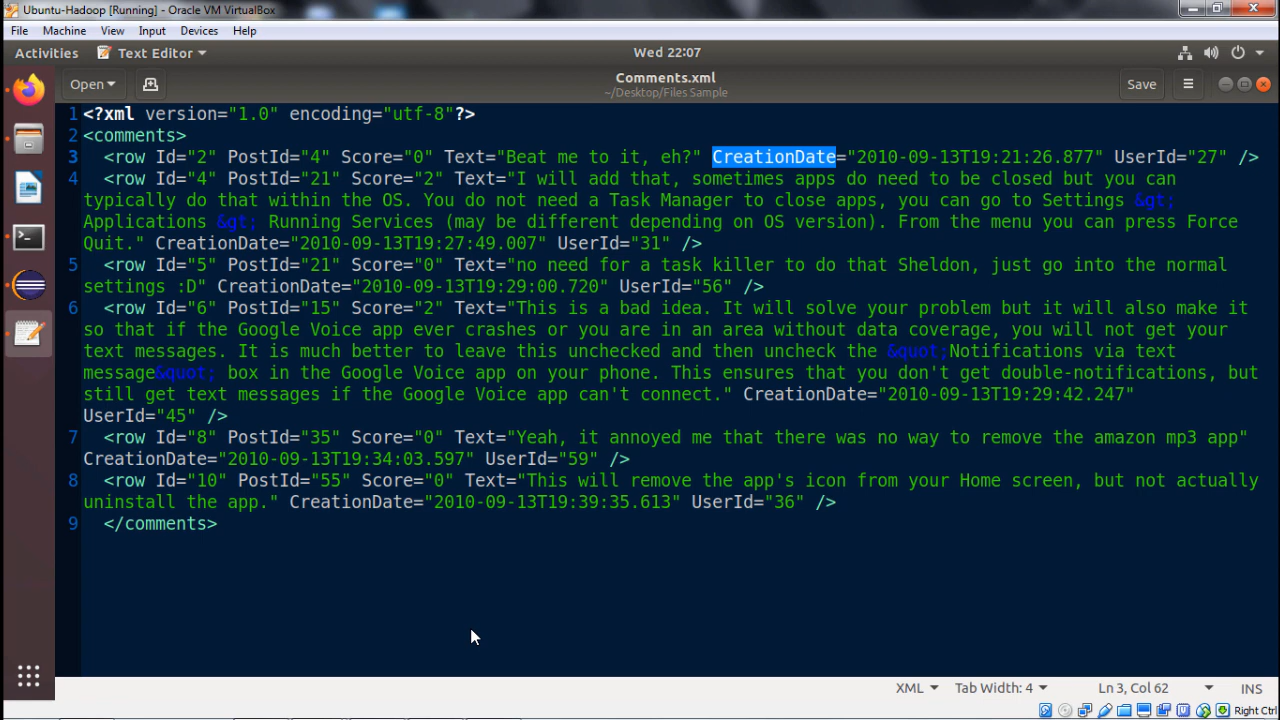 Ubuntu-Hadoop [Running] - Oracle VM VirtualBox
File Machine View Input Devices Help
Activities Text Editor Wed 22:07
Open Comments.xml Save
~/Desktop/Files Sample
1 <?xml version="1.0" encoding="utf-8"?>
2 <comments>
3 <row Id="2" PostId="4" Score="0" Text="Beat me to it, eh?" CreationDate="2010-09-13T19:21:26.877" UserId="27" />
4 <row Id="4" PostId="21" Score="2" Text="I will add that, sometimes apps do need to be closed but you can
typically do that within the OS. You do not need a Task Manager to close apps, you can go to Settings &gt;
Applications &gt; Running Services (may be different depending on OS version). From the menu you can press Force
Quit." CreationDate="2010-09-13T19:27:49.007" UserId="31" />
5 <row Id="5" PostId="21" Score="0" Text="no need for a task killer to do that Sheldon, just go into the normal
settings :D" CreationDate="2010-09-13T19:29:00.720" UserId="56" />
6 <row Id="6" PostId="15" Score="2" Text="This is a bad idea. It will solve your problem but it will also make it
so that if the Google Voice app ever crashes or you are in an area without data coverage, you will not get your
text messages. It is much better to leave this unchecked and then uncheck the &quot;Notifications via text
message&quot; box in the Google Voice app on your phone. This ensures that you don't get double-notifications, but
still get text messages if the Google Voice app can't connect." CreationDate="2010-09-13T19:29:42.247"
UserId="45" />
7 <row Id="8" PostId="35" Score="0" Text="Yeah, it annoyed me that there was no way to remove the amazon mp3 app"
CreationDate="2010-09-13T19:34:03.597" UserId="59" />
8 <row Id="10" PostId="55" Score="0" Text="This will remove the app's icon from your Home screen, but not actually
uninstall the app." CreationDate="2010-09-13T19:39:35.613" UserId="36" />
9 </comments>
XML Tab Width: 4 Ln 3, Col 62 INS
Right Ctrl